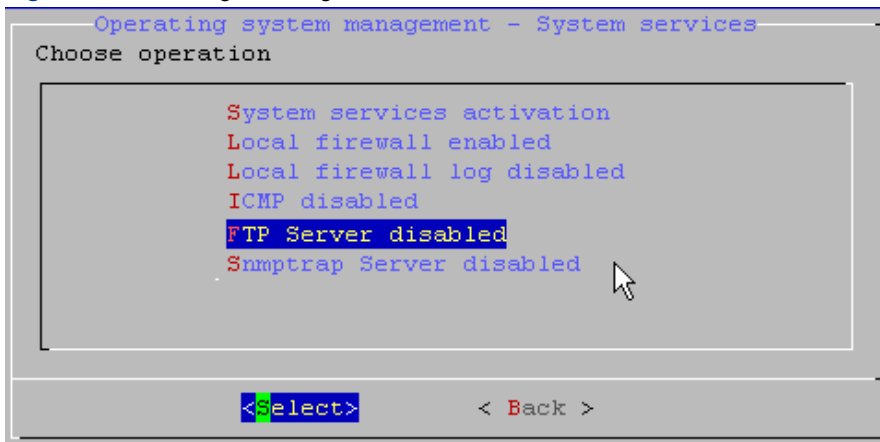 Operating system management - System services
Choose operation
System services activation
Local firewall enabled
Local firewall log disabled
ICMP disabled
FTP Server disabled
Snmptrap Server disabled
<Select> < Back >